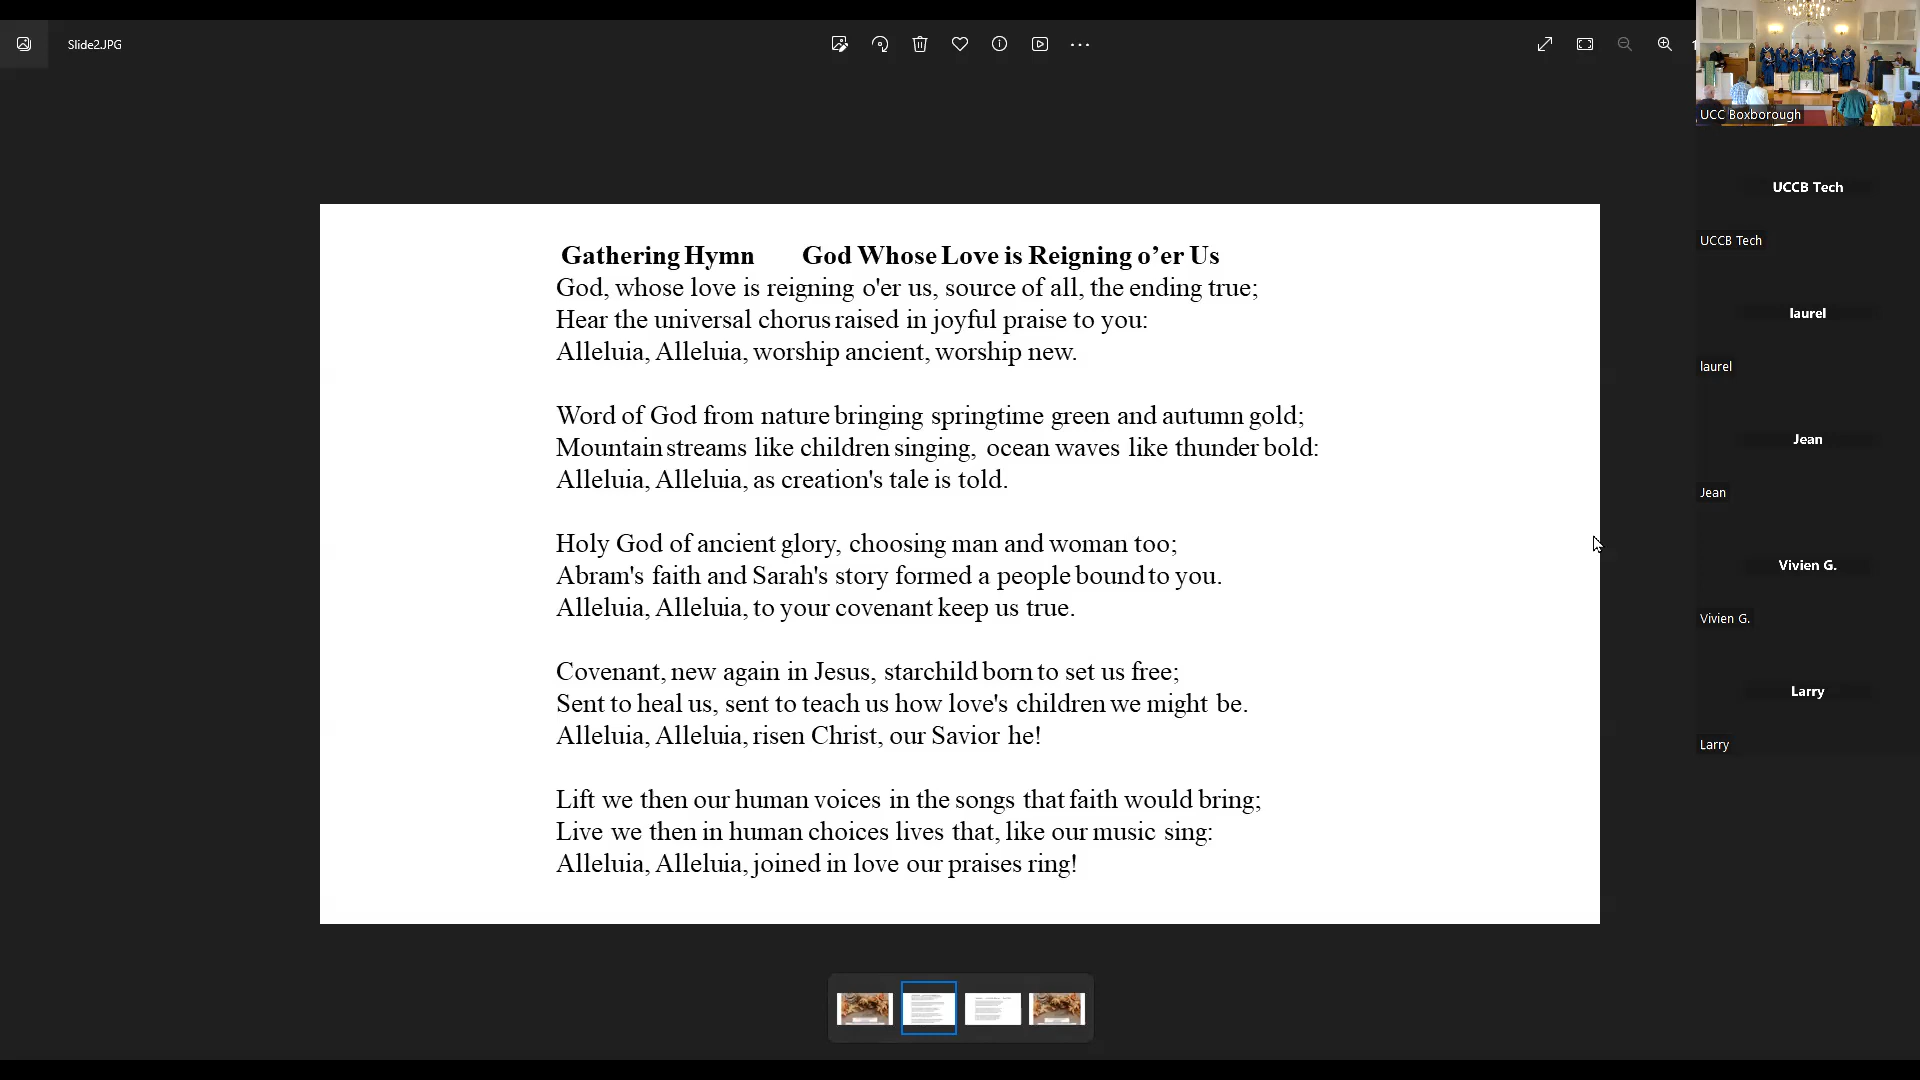 Slide2.JPG
UCC Boxborough
Gathering Hymn God Whose Love is Reigning o’er Us
God, whose love is reigning o'er us, source of all, the ending true;
Hear the universal chorus raised in joyful praise to you:
Alleluia, Alleluia, worship ancient, worship new.
Word of God from nature bringing springtime green and autumn gold;
Mountain streams like children singing, ocean waves like thunder bold:
Alleluia, Alleluia, as creation's tale is told.
Holy God of ancient glory, choosing man and woman too;
Abram's faith and Sarah's story formed a people bound to you.
Alleluia, Alleluia, to your covenant keep us true.
Covenant, new again in Jesus, starchild born to set us free;
Sent to heal us, sent to teach us how love's children we might be.
Alleluia, Alleluia, risen Christ, our Savior he!
Lift we then our human voices in the songs that faith would bring;
Live we then in human choices lives that, like our music sing:
Alleluia, Alleluia, joined in love our praises ring!
UCCB Tech
UCCB Tech
laurel
laurel
Jean
Jean
Vivien G.
Vivien G.
Larry
Larry